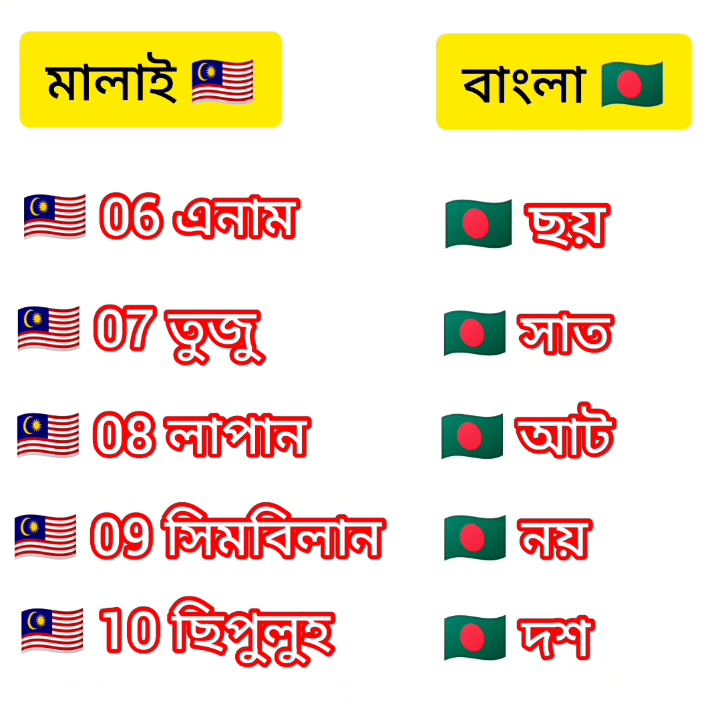 মালাই 🇲🇾 বাংলা 🇧🇩
🇲🇾 06 এনাম 🇧🇩 ছয়
🇲🇾 07 তুজু 🇧🇩 সাত
🇲🇾 08 লাপান 🇧🇩 আট
🇲🇾 09 সিমবিলান 🇧🇩 নয়
🇲🇾 10 ছিপুলুহ 🇧🇩 দশ